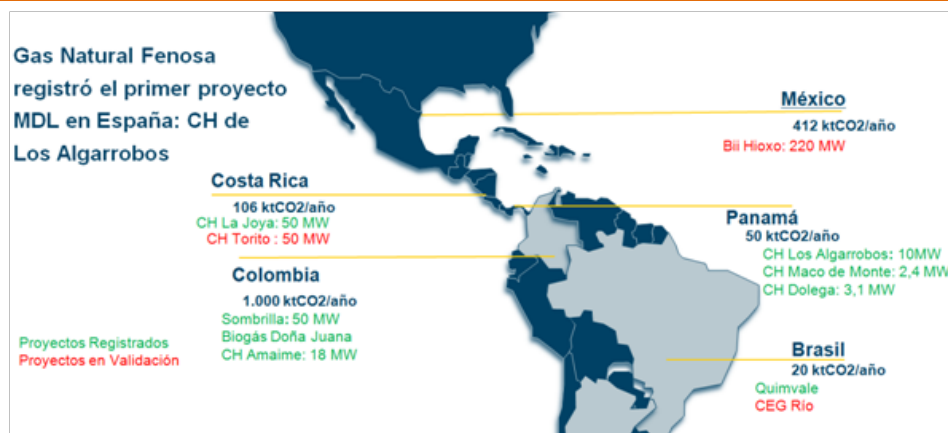 Gas Natural Fenosa
registró el primer proyecto
MDL en España: CH de
Los Algarrobos
México
412 ktCO2/año
Bii Hioxo: 220 MW
Costa Rica
106 ktCO2/año
CH La Joya: 50 MW
CH Torito : 50 MW
Panamá
50 ktCO2/año
CH Los Algarrobos: 10MW
CH Maco de Monte: 2,4 MW
CH Dolega: 3,1 MW
Colombia
1.000 ktCO2/año
Sombrilla: 50 MW
Biogás Doña Juana
CH Amaime: 18 MW
Proyectos Registrados
Proyectos en Validación
Brasil
20 ktCO2/año
Quimvale
CEG Río